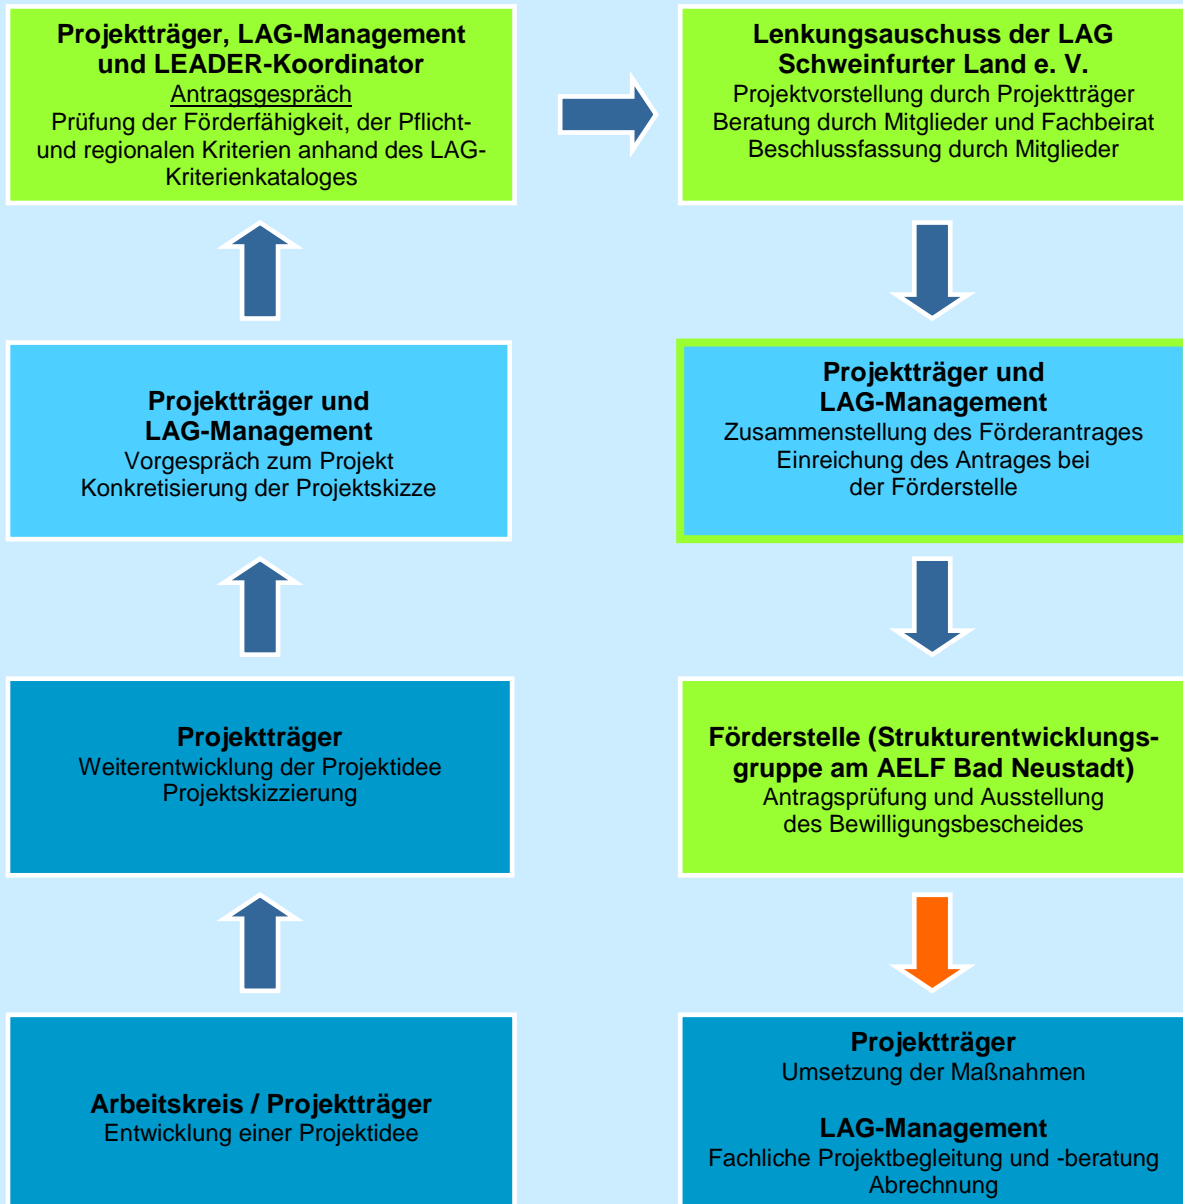 Projektträger, LAG-Management
und LEADER-Koordinator
Antragsgespräch
Prüfung der Förderfähigkeit, der Pflicht-
und regionalen Kriterien anhand des LAG-
Kriterienkataloges
Lenkungsauschuss der LAG
Schweinfurter Land e. V.
Projektvorstellung durch Projektträger
Beratung durch Mitglieder und Fachbeirat
Beschlussfassung durch Mitglieder
Projektträger und
LAG-Management
Vorgespräch zum Projekt
Konkretisierung der Projektskizze
Projektträger und
LAG-Management
Zusammenstellung des Förderantrages
Einreichung des Antrages bei
der Förderstelle
Projektträger
Weiterentwicklung der Projektidee
Projektskizzierung
Förderstelle (Strukturentwicklungs-
gruppe am AELF Bad Neustadt)
Antragsprüfung und Ausstellung
des Bewilligungsbescheides
Arbeitskreis / Projektträger
Entwicklung einer Projektidee
Projektträger
Umsetzung der Maßnahmen
LAG-Management
Fachliche Projektbegleitung und -beratung
Abrechnung